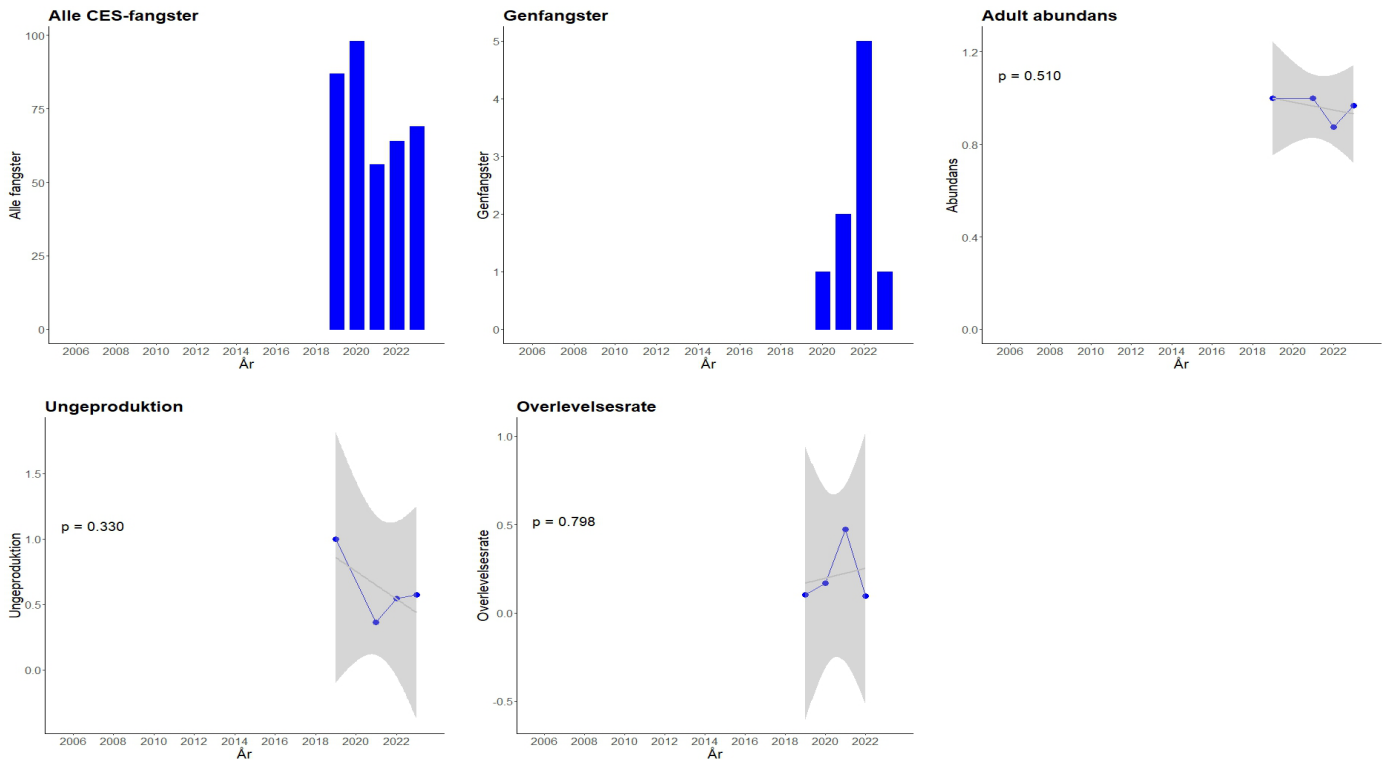 Alle CES-fangster
Alle fangster
100
75
50
25
0
2006 2008 2010 2012 2014 2016 2018 2020 2022
År
Genfangster
Genfangster
5
4
3
2
1
0
2006 2008 2010 2012 2014 2016 2018 2020 2022
År
Adult abundans
Abundans
1.2
0.8
0.4
0.0
p = 0.510
2006 2008 2010 2012 2014 2016 2018 2020 2022
År
Ungeproduktion
Ungeproduktion
1.5
1.0
0.5
0.0
p = 0.330
2006 2008 2010 2012 2014 2016 2018 2020 2022
År
Overlevelsesrate
Overlevelsesrate
1.0
0.5
0.0
-0.5
p = 0.798
2006 2008 2010 2012 2014 2016 2018 2020 2022
År